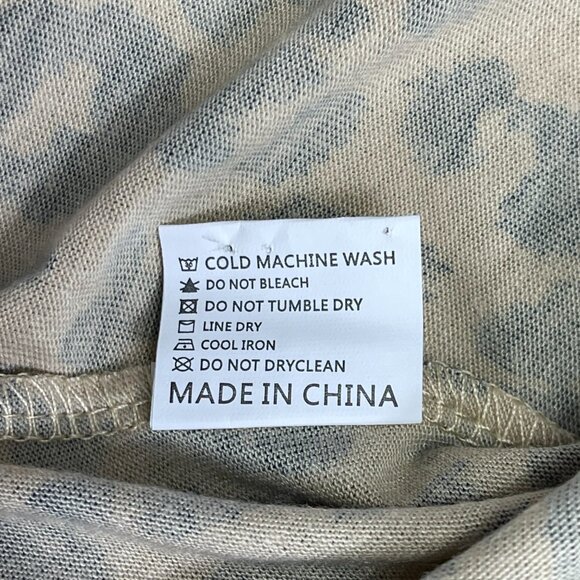 COLD MACHINE WASH
DO NOT BLEACH
DO NOT TUMBLE DRY
LINE DRY
COOL IRON
DO NOT DRYCLEAN
MADE IN CHINA